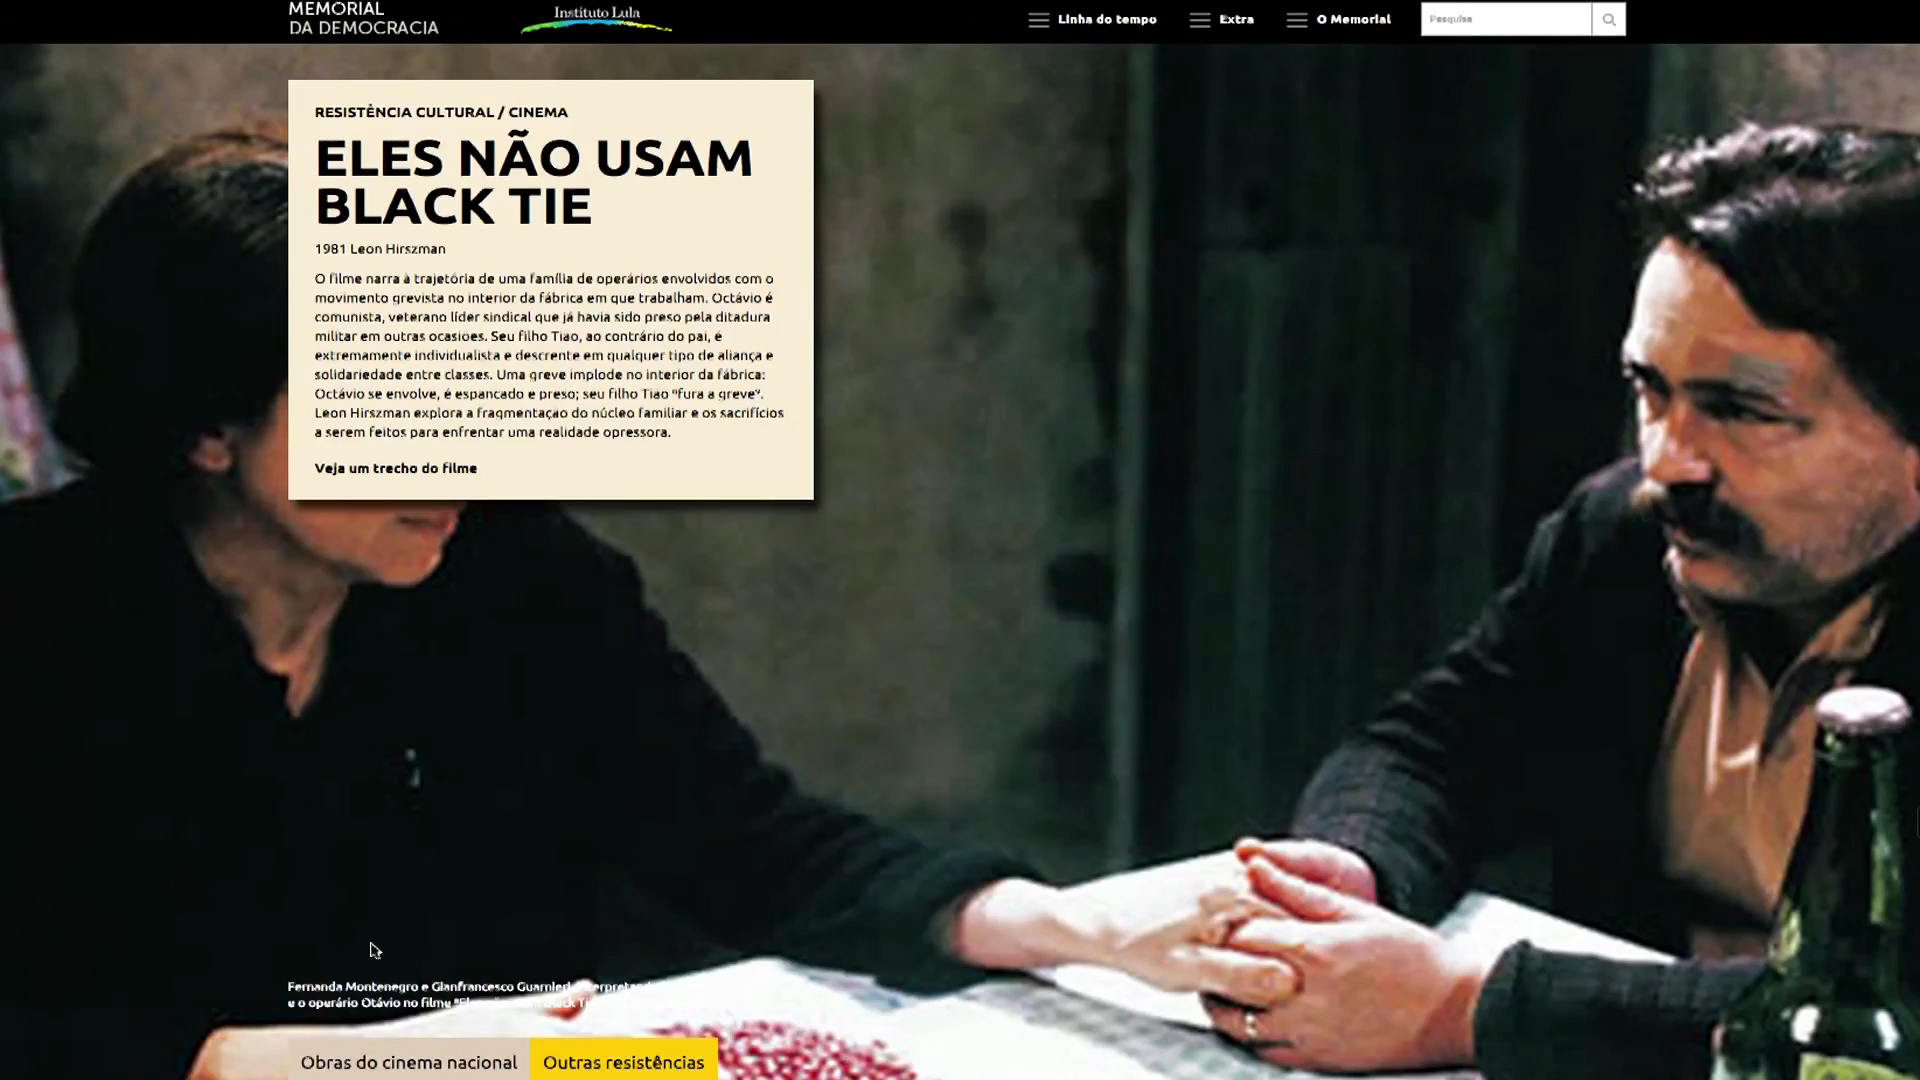 MEMORIAL
DA DEMOCRACIA
Instituto Lula
Linha do tempo
Extra
O Memorial
Pesquise
RESISTÊNCIA CULTURAL / CINEMA
ELES NÃO USAM
BLACK TIE
1981 Leon Hirszman
O filme narra à trajetória de uma família de operários envolvidos com o
movimento grevista no interior da fábrica em que trabalham. Octávio é
comunista, veterano líder sindical que já havia sido preso pela ditadura
militar em outras ocasiões. Seu filho Tião, ao contrário do pai, é
extremamente individualista e descrente em qualquer tipo de aliança e
solidariedade entre classes. Uma greve implode no interior da fábrica:
Octávio se envolve, é espancado e preso; seu filho Tião "fura a greve".
Leon Hirszman explora a fragmentação do núcleo familiar e os sacrifícios
a serem feitos para enfrentar uma realidade opressora.
Veja um trecho do filme
Fernanda Montenegro e Gianfrancesco Guarnieri
e o operário Otávio no filme
Obras do cinema nacional
Outras resistências